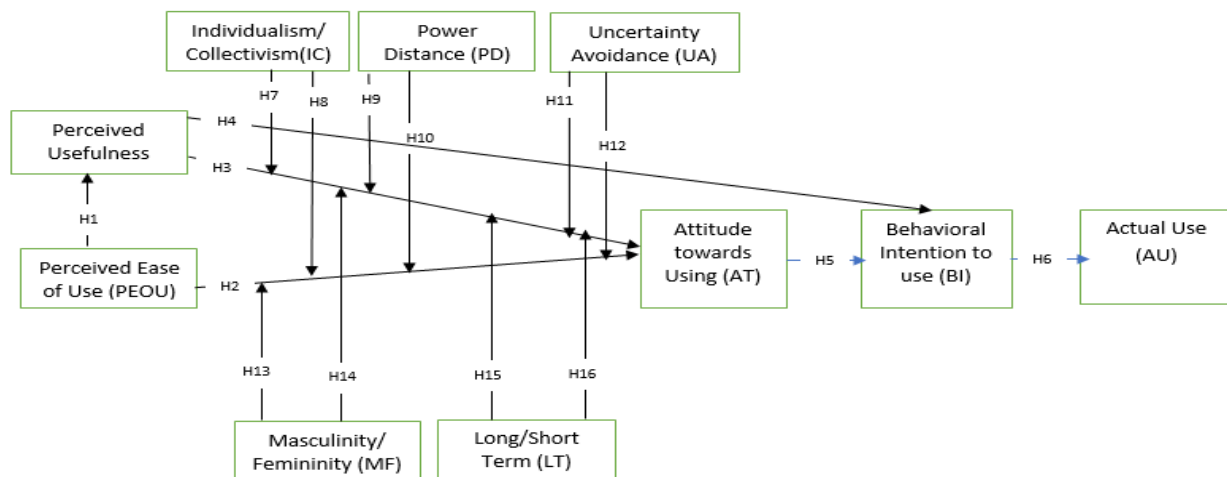 Individualism/
Collectivism(IC)
Power
Distance (PD)
Uncertainty
Avoidance (UA)
H7
H8
H9
H10
H11
H12
Perceived
Usefulness
H4
H3
H1
Perceived Ease
of Use (PEOU)
H2
Attitude
towards
Using (AT)
H5
Behavioral
Intention to
use (BI)
H6
Actual Use
(AU)
H13
H14
H15
H16
Masculinity/
Femininity (MF)
Long/Short
Term (LT)